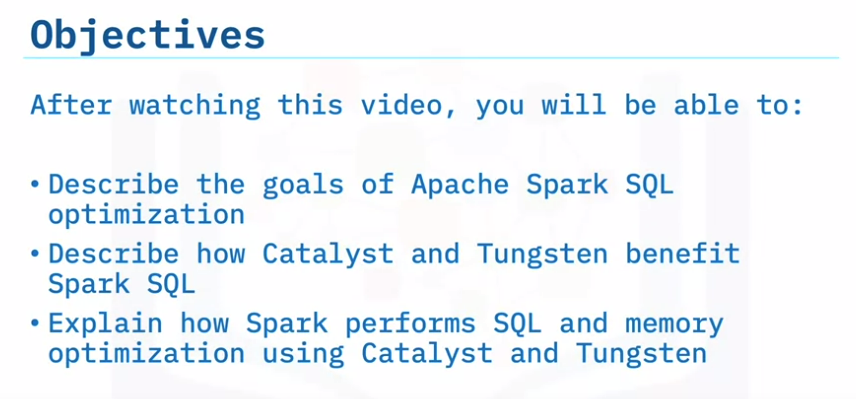 Objectives
After watching this video, you will be able to:
• Describe the goals of Apache Spark SQL
optimization
• Describe how Catalyst and Tungsten benefit
Spark SQL
• Explain how Spark performs SQL and memory
optimization using Catalyst and Tungsten